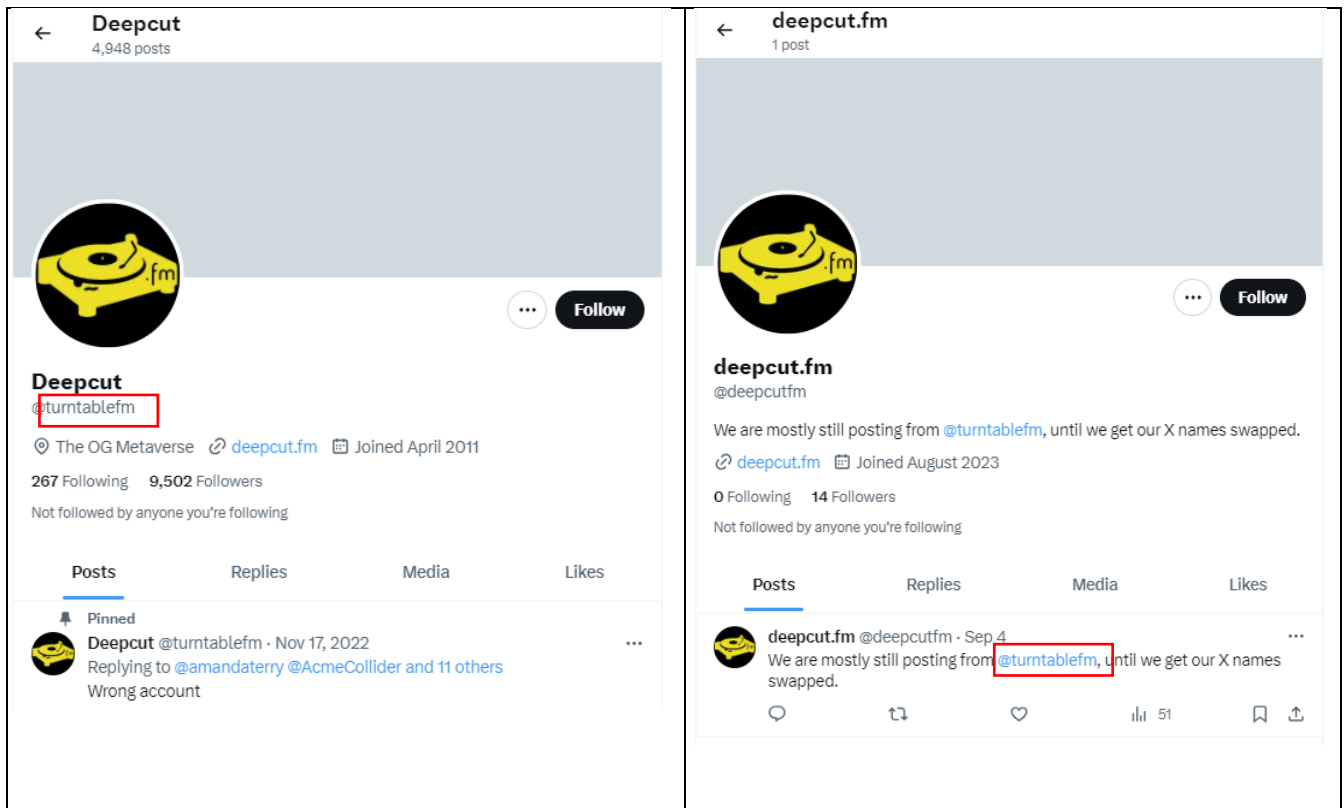 Deepcut
4,948 posts
.fm
Follow
Deepcut
@turntablefm
The OG Metaverse deepcut.fm Joined April 2011
267 Following 9,502 Followers
Not followed by anyone you're following
Posts Replies Media Likes
Pinned
Deepcut @turntablefm · Nov 17, 2022
Replying to @amandaterry @AcmeCollider and 11 others
Wrong account
deepcut.fm
1 post
.fm
Follow
deepcut.fm
@deepcutfm
We are mostly still posting from @turntablefm, until we get our X names swapped.
deepcut.fm Joined August 2023
0 Following 14 Followers
Not followed by anyone you're following
Posts Replies Media Likes
deepcut.fm @deepcutfm · Sep 4
We are mostly still posting from @turntablefm, until we get our X names
swapped.
51